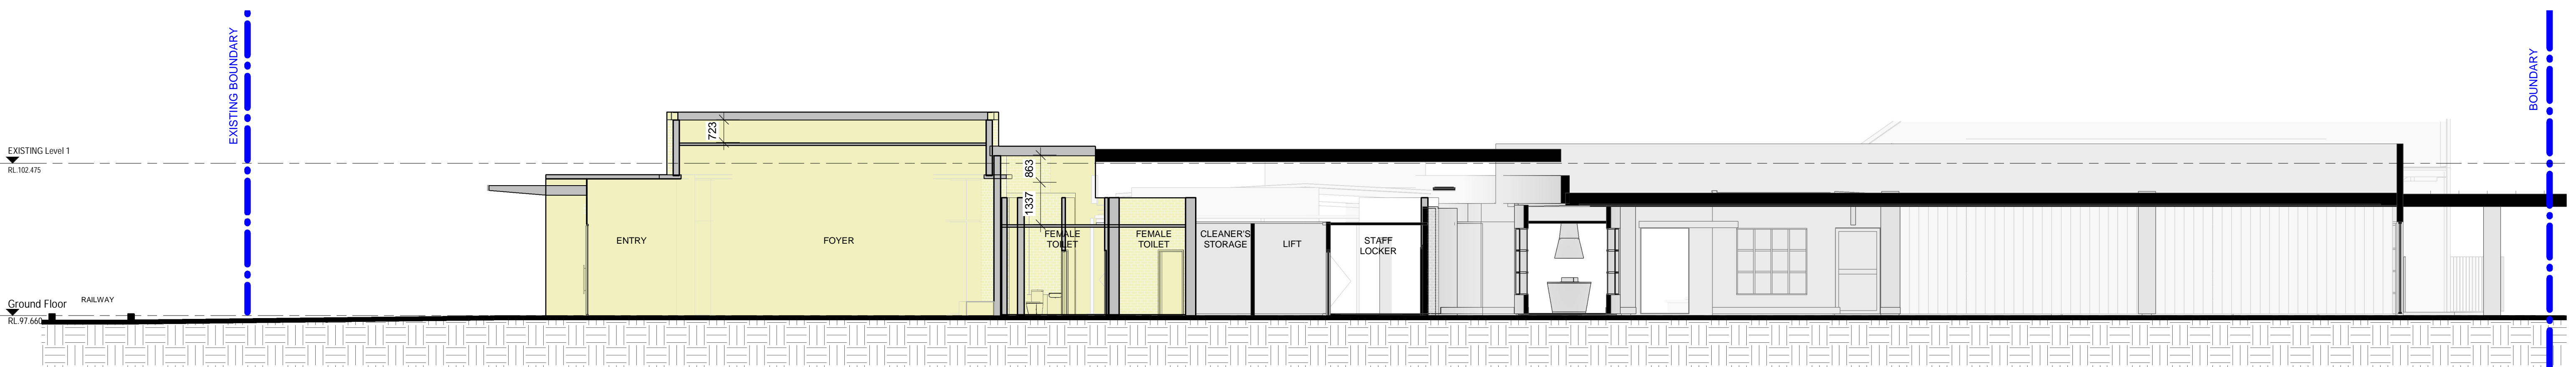 EXISTING BOUNDARY
BOUNDARY
723
EXISTING Level 1
RL.102.475
863
1337
ENTRY
FOYER
FEMALE
TOILET
FEMALE
TOILET
CLEANER'S
STORAGE
LIFT
STAFF
LOCKER
Ground Floor
RAILWAY
RL.97.660